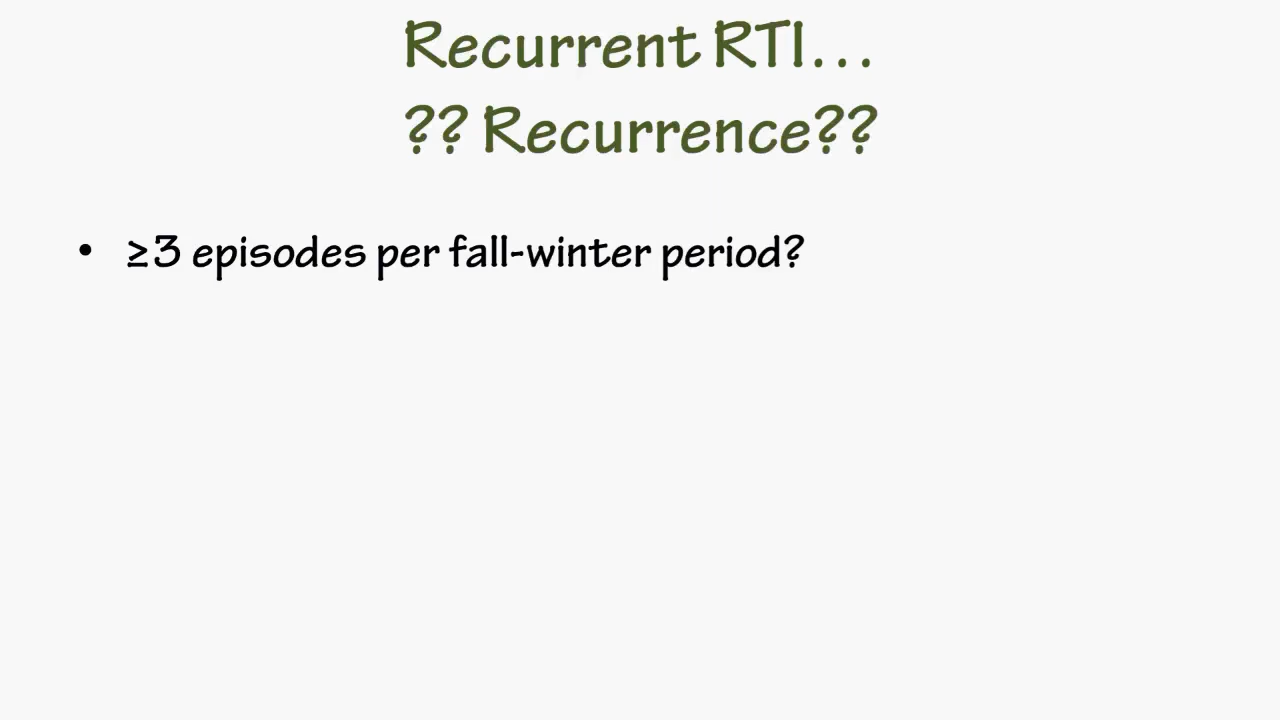 Recurrent RTI...
?? Recurrence??
• ≥3 episodes per fall-winter period?